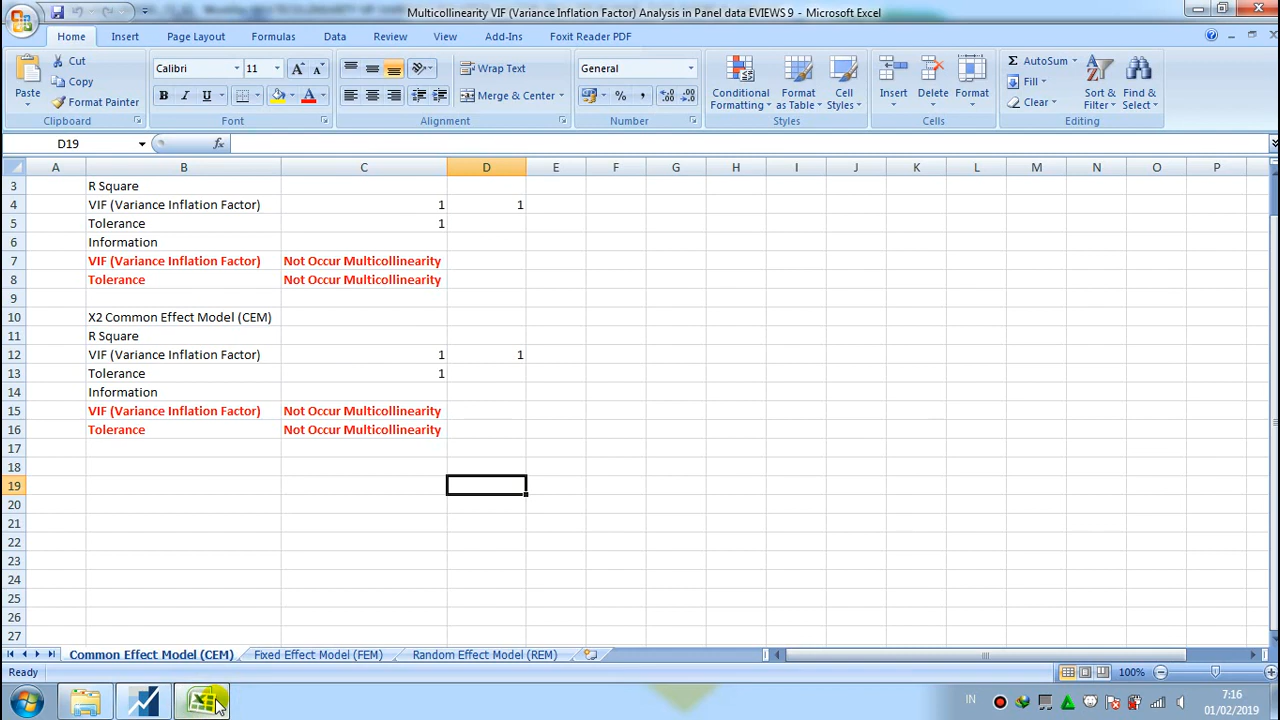 Multicollinearity VIF (Variance Inflation Factor) Analysis in Panel data EVIEWS 9 - Microsoft Excel
Home Insert Page Layout Formulas Data Review View Add-Ins Foxit Reader PDF
Paste
Cut
Copy
Format Painter
Clipboard
Calibri 11
B I U
Font
Wrap Text
Merge & Center
Alignment
General
Number
Conditional Formatting
Format as Table
Cell Styles
Styles
Insert Delete Format
Cells
Σ AutoSum
Fill
Clear
Sort & Filter
Find & Select
Editing
D19 fx
A B C D E F G H I J K L M N O P
3 R Square
4 VIF (Variance Inflation Factor) 1 1
5 Tolerance 1
6 Information
7 VIF (Variance Inflation Factor) Not Occur Multicollinearity
8 Tolerance Not Occur Multicollinearity
9
10 X2 Common Effect Model (CEM)
11 R Square
12 VIF (Variance Inflation Factor) 1 1
13 Tolerance 1
14 Information
15 VIF (Variance Inflation Factor) Not Occur Multicollinearity
16 Tolerance Not Occur Multicollinearity
17
18
19
20
21
22
23
24
25
26
27
Common Effect Model (CEM) Fixed Effect Model (FEM) Random Effect Model (REM)
Ready 100%
IN 7:16
01/02/2019